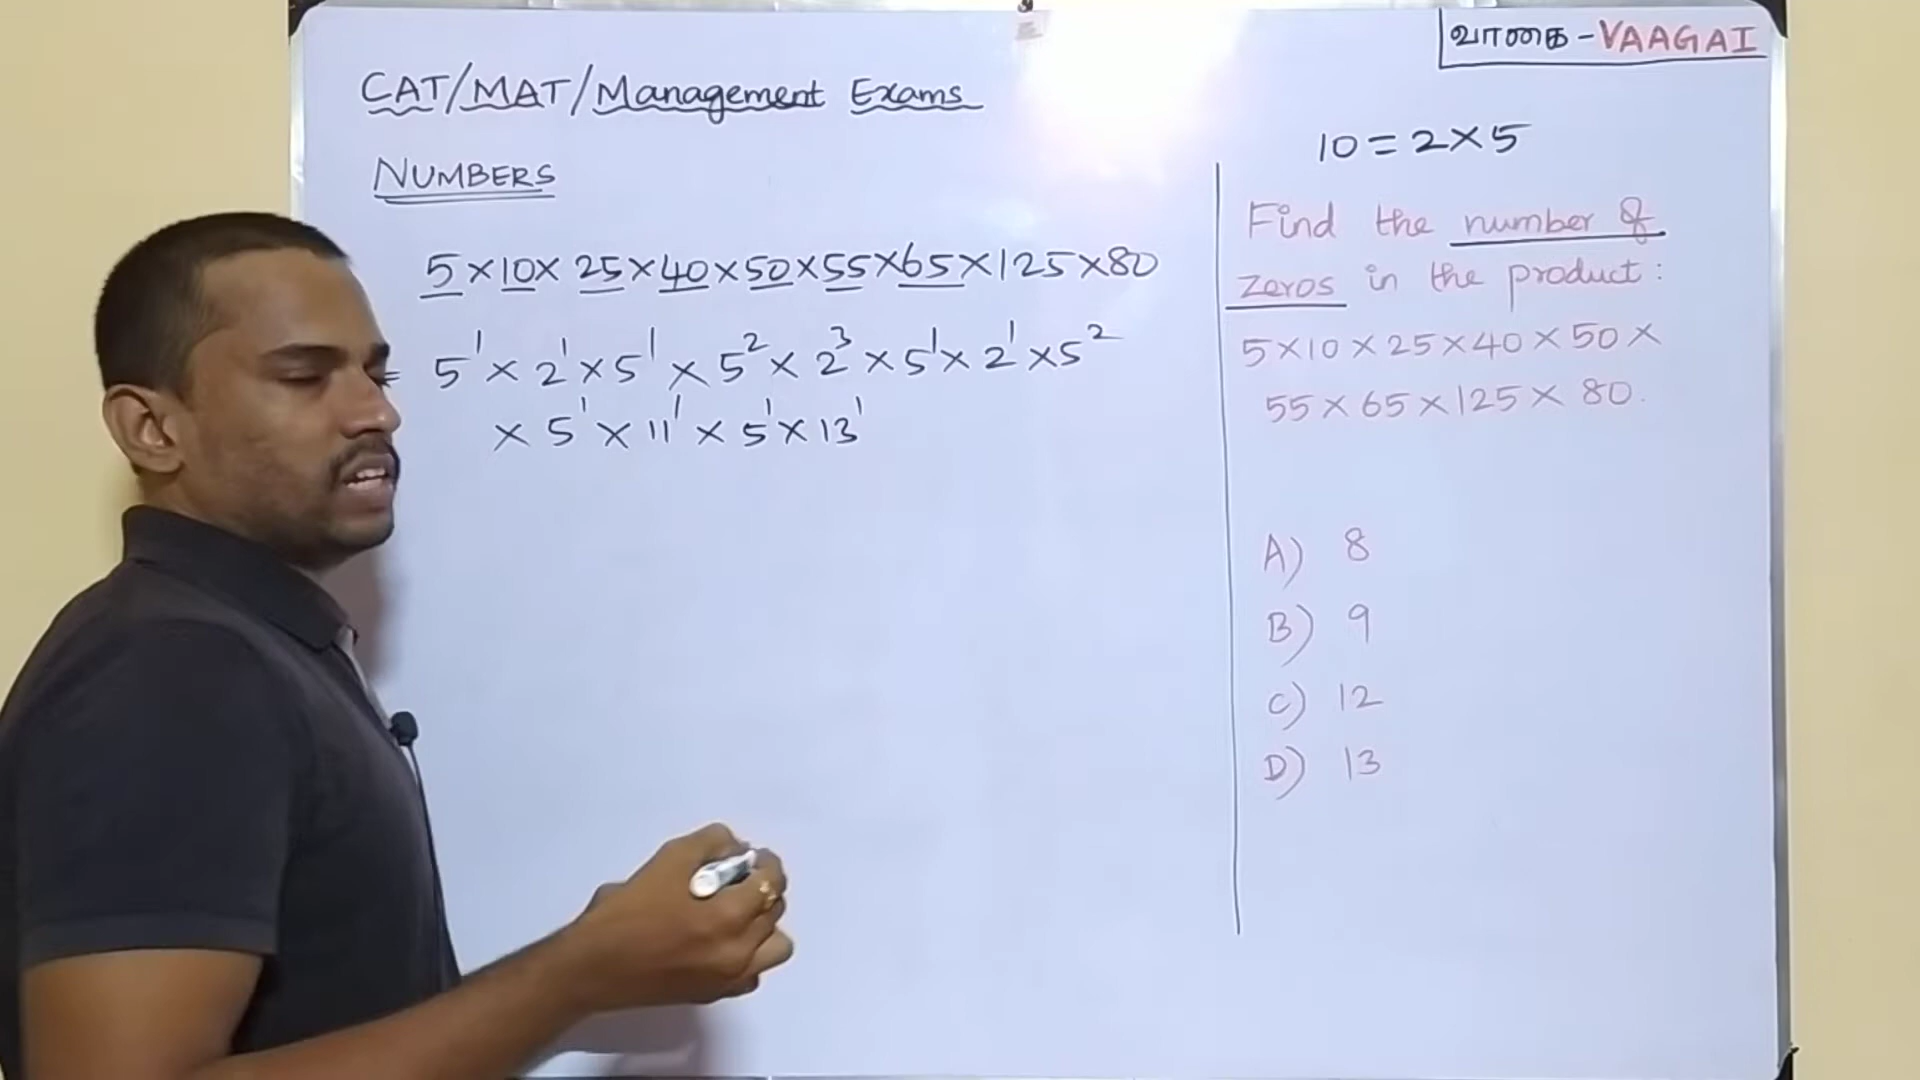 வாகை - VAAGAI
CAT/MAT/Management Exams
NUMBERS
5 × 10 × 25 × 40 × 50 × 55 × 65 × 125 × 80
= 5¹ × 2¹ × 5¹ × 5² × 2³ × 5¹ × 2¹ × 5²
× 5¹ × 11¹ × 5¹ × 13¹
10 = 2 × 5
Find the number of
zeros in the product :
5 × 10 × 25 × 40 × 50 ×
55 × 65 × 125 × 80.
A) 8
B) 9
C) 12
D) 13